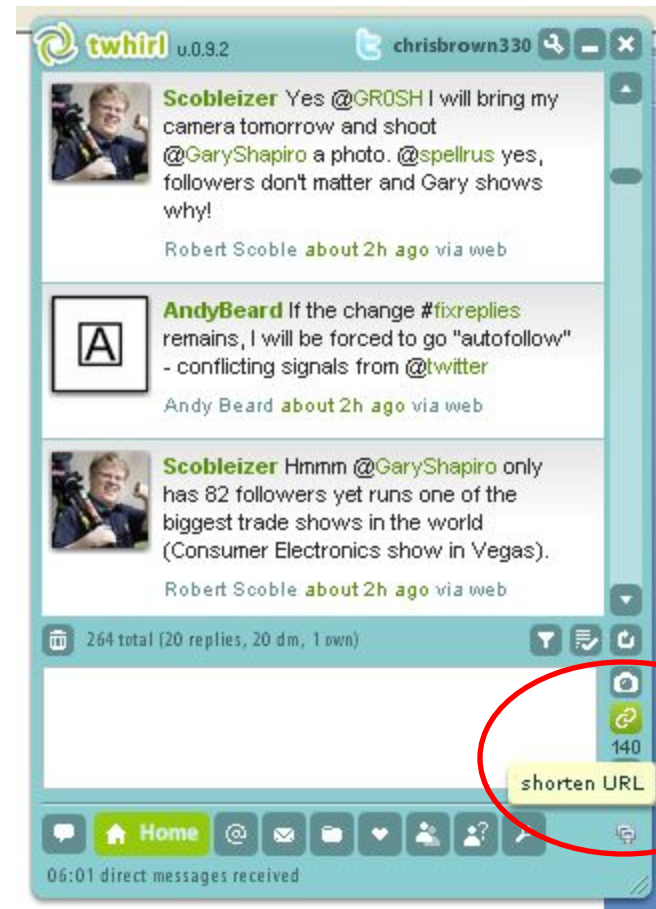 twhirl v.0.9.2 chrisbrown330
Scobleizer Yes @GR0SH I will bring my
camera tomorrow and shoot
@GaryShapiro a photo. @spellrus yes,
followers don't matter and Gary shows
why!
Robert Scoble about 2h ago via web
AndyBeard If the change #fixreplies
remains, I will be forced to go "autofollow"
- conflicting signals from @twitter
A
Andy Beard about 2h ago via web
Scobleizer Hmmm @GaryShapiro only
has 82 followers yet runs one of the
biggest trade shows in the world
(Consumer Electronics show in Vegas).
Robert Scoble about 2h ago via web
264 total (20 replies, 20 dm, 1 own)
140
shorten URL
Home @
06:01 direct messages received